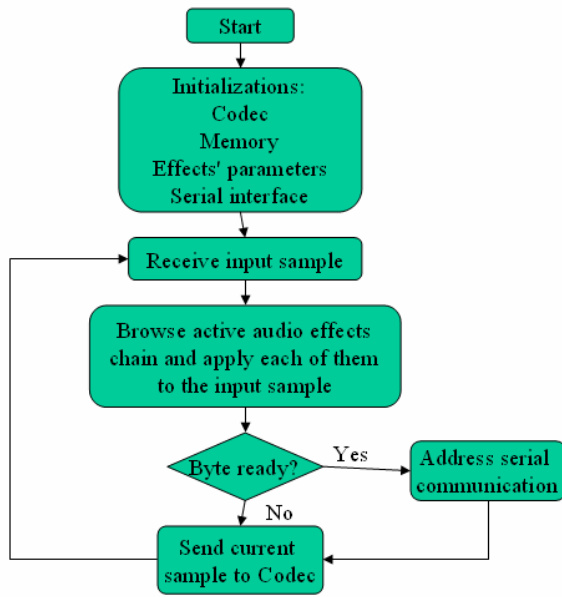 Start
Initializations:
Codec
Memory
Effects' parameters
Serial interface
Receive input sample
Browse active audio effects
chain and apply each of them
to the input sample
Byte ready?
Yes
Address serial
communication
No
Send current
sample to Codec